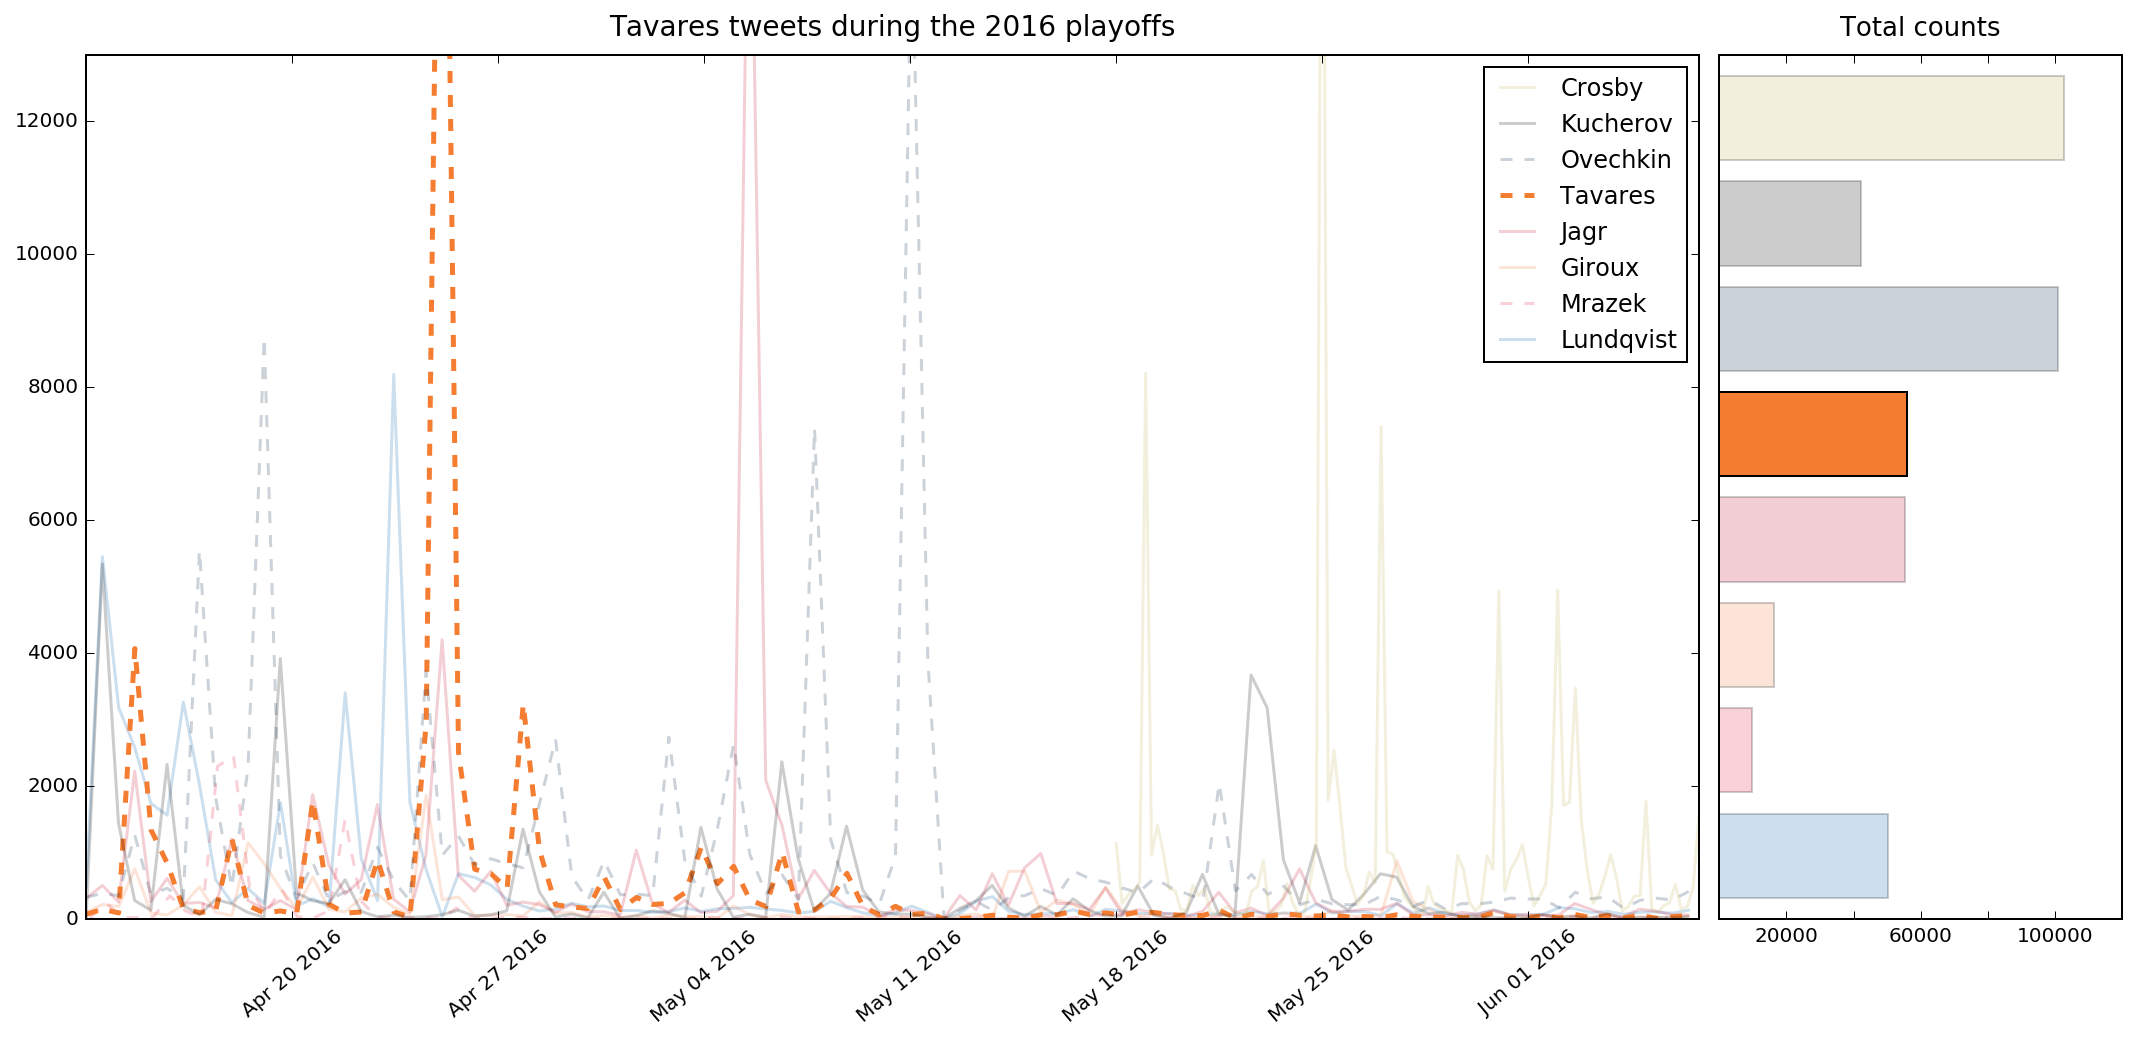 Tavares tweets during the 2016 playoffs
Total counts
12000
10000
8000
6000
4000
2000
0
Crosby
Kucherov
Ovechkin
Tavares
Jagr
Giroux
Mrazek
Lundqvist
Apr 20 2016
Apr 27 2016
May 04 2016
May 11 2016
May 18 2016
May 25 2016
Jun 01 2016
20000
60000
100000